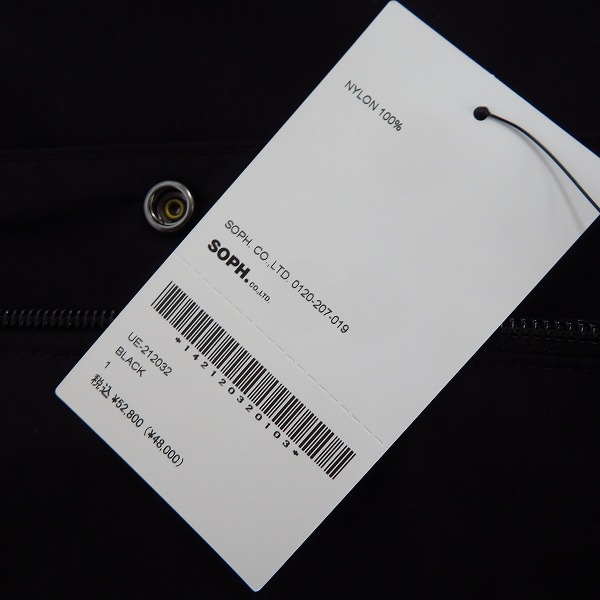 NYLON 100%
SOPH. CO.,LTD. 0120-207-019
SOPH. CO.,LTD.
*142120320103*
UE-212032
BLACK
1
税込 ¥52,800 (¥48,000)